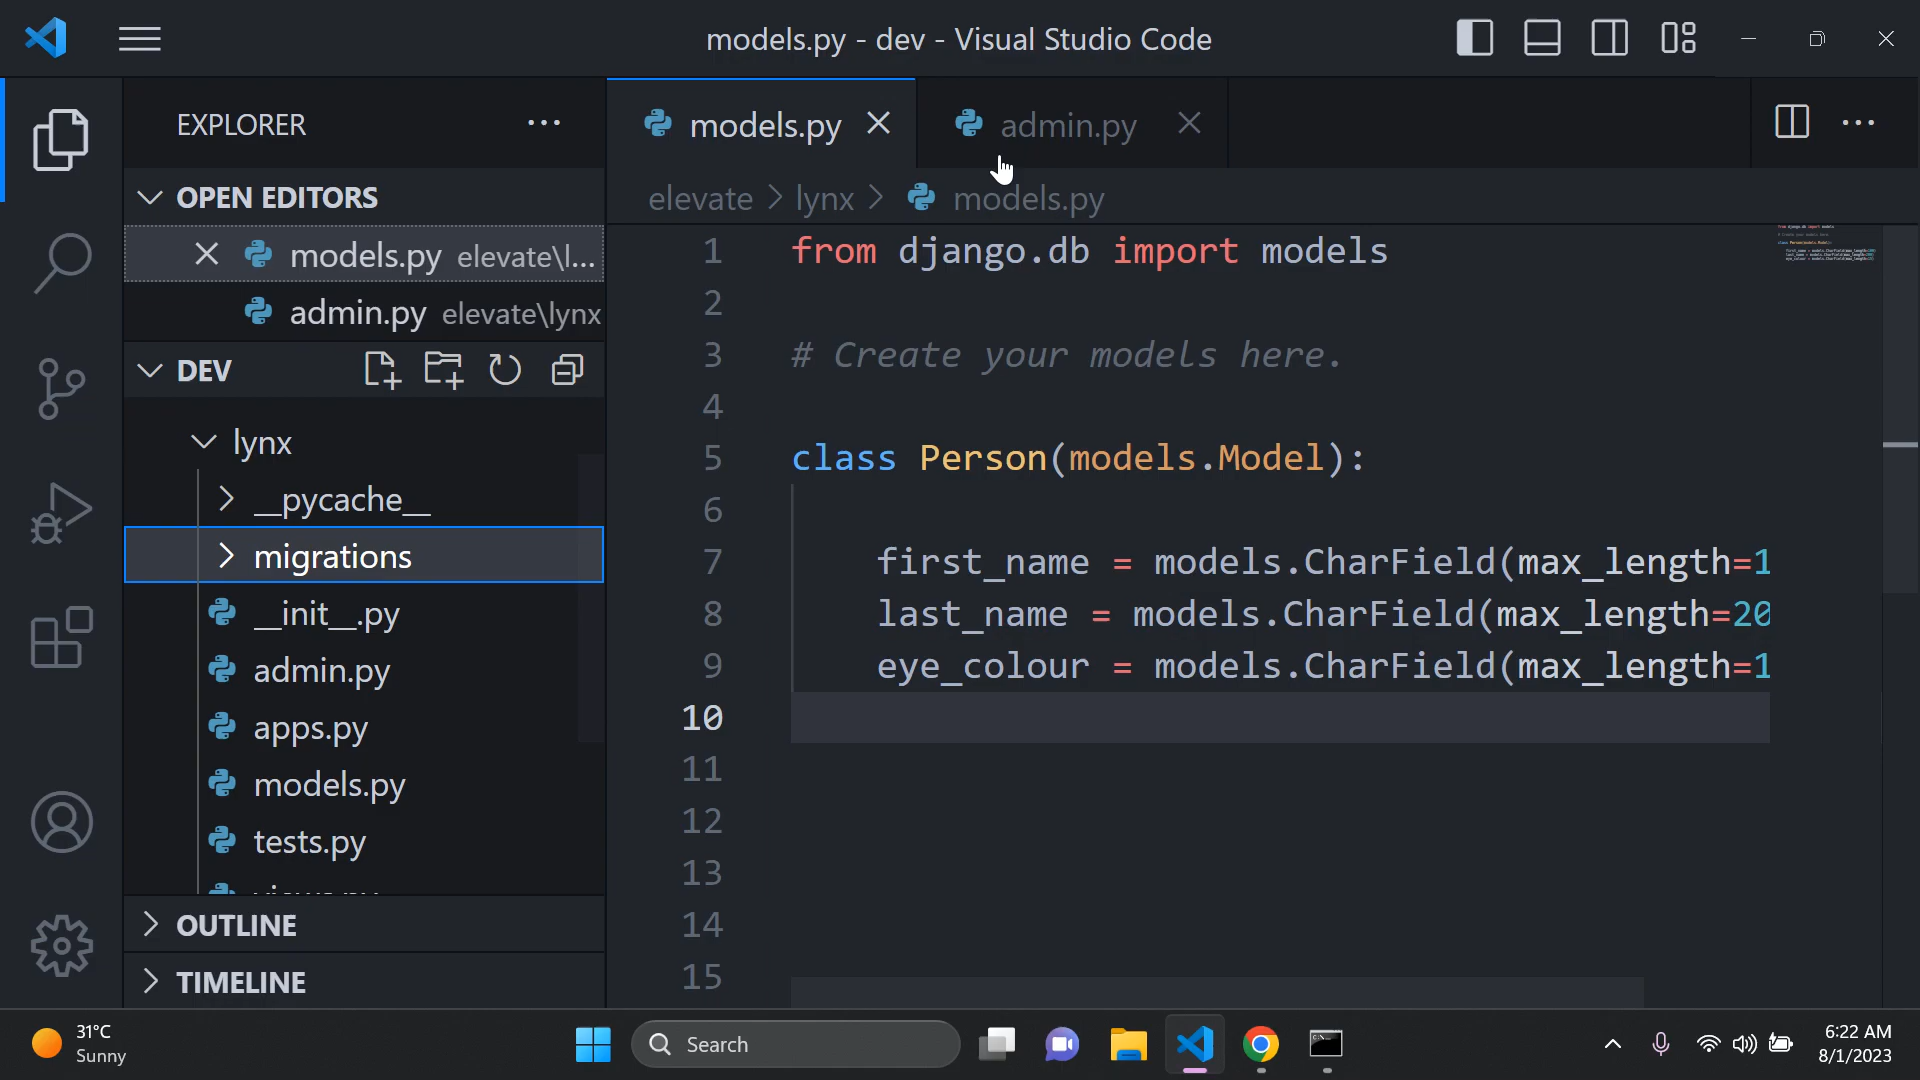 models.py - dev - Visual Studio Code
EXPLORER
OPEN EDITORS
models.py elevate\l...
admin.py elevate\lynx
DEV
lynx
__pycache__
migrations
__init__.py
admin.py
apps.py
models.py
tests.py
OUTLINE
TIMELINE
models.py
admin.py
elevate > lynx > models.py
1 from django.db import models
2
3 # Create your models here.
4
5 class Person(models.Model):
6
7 first_name = models.CharField(max_length=1
8 last_name = models.CharField(max_length=20
9 eye_colour = models.CharField(max_length=1
10
11
12
13
14
15
31°C
Sunny
Search
6:22 AM
8/1/2023